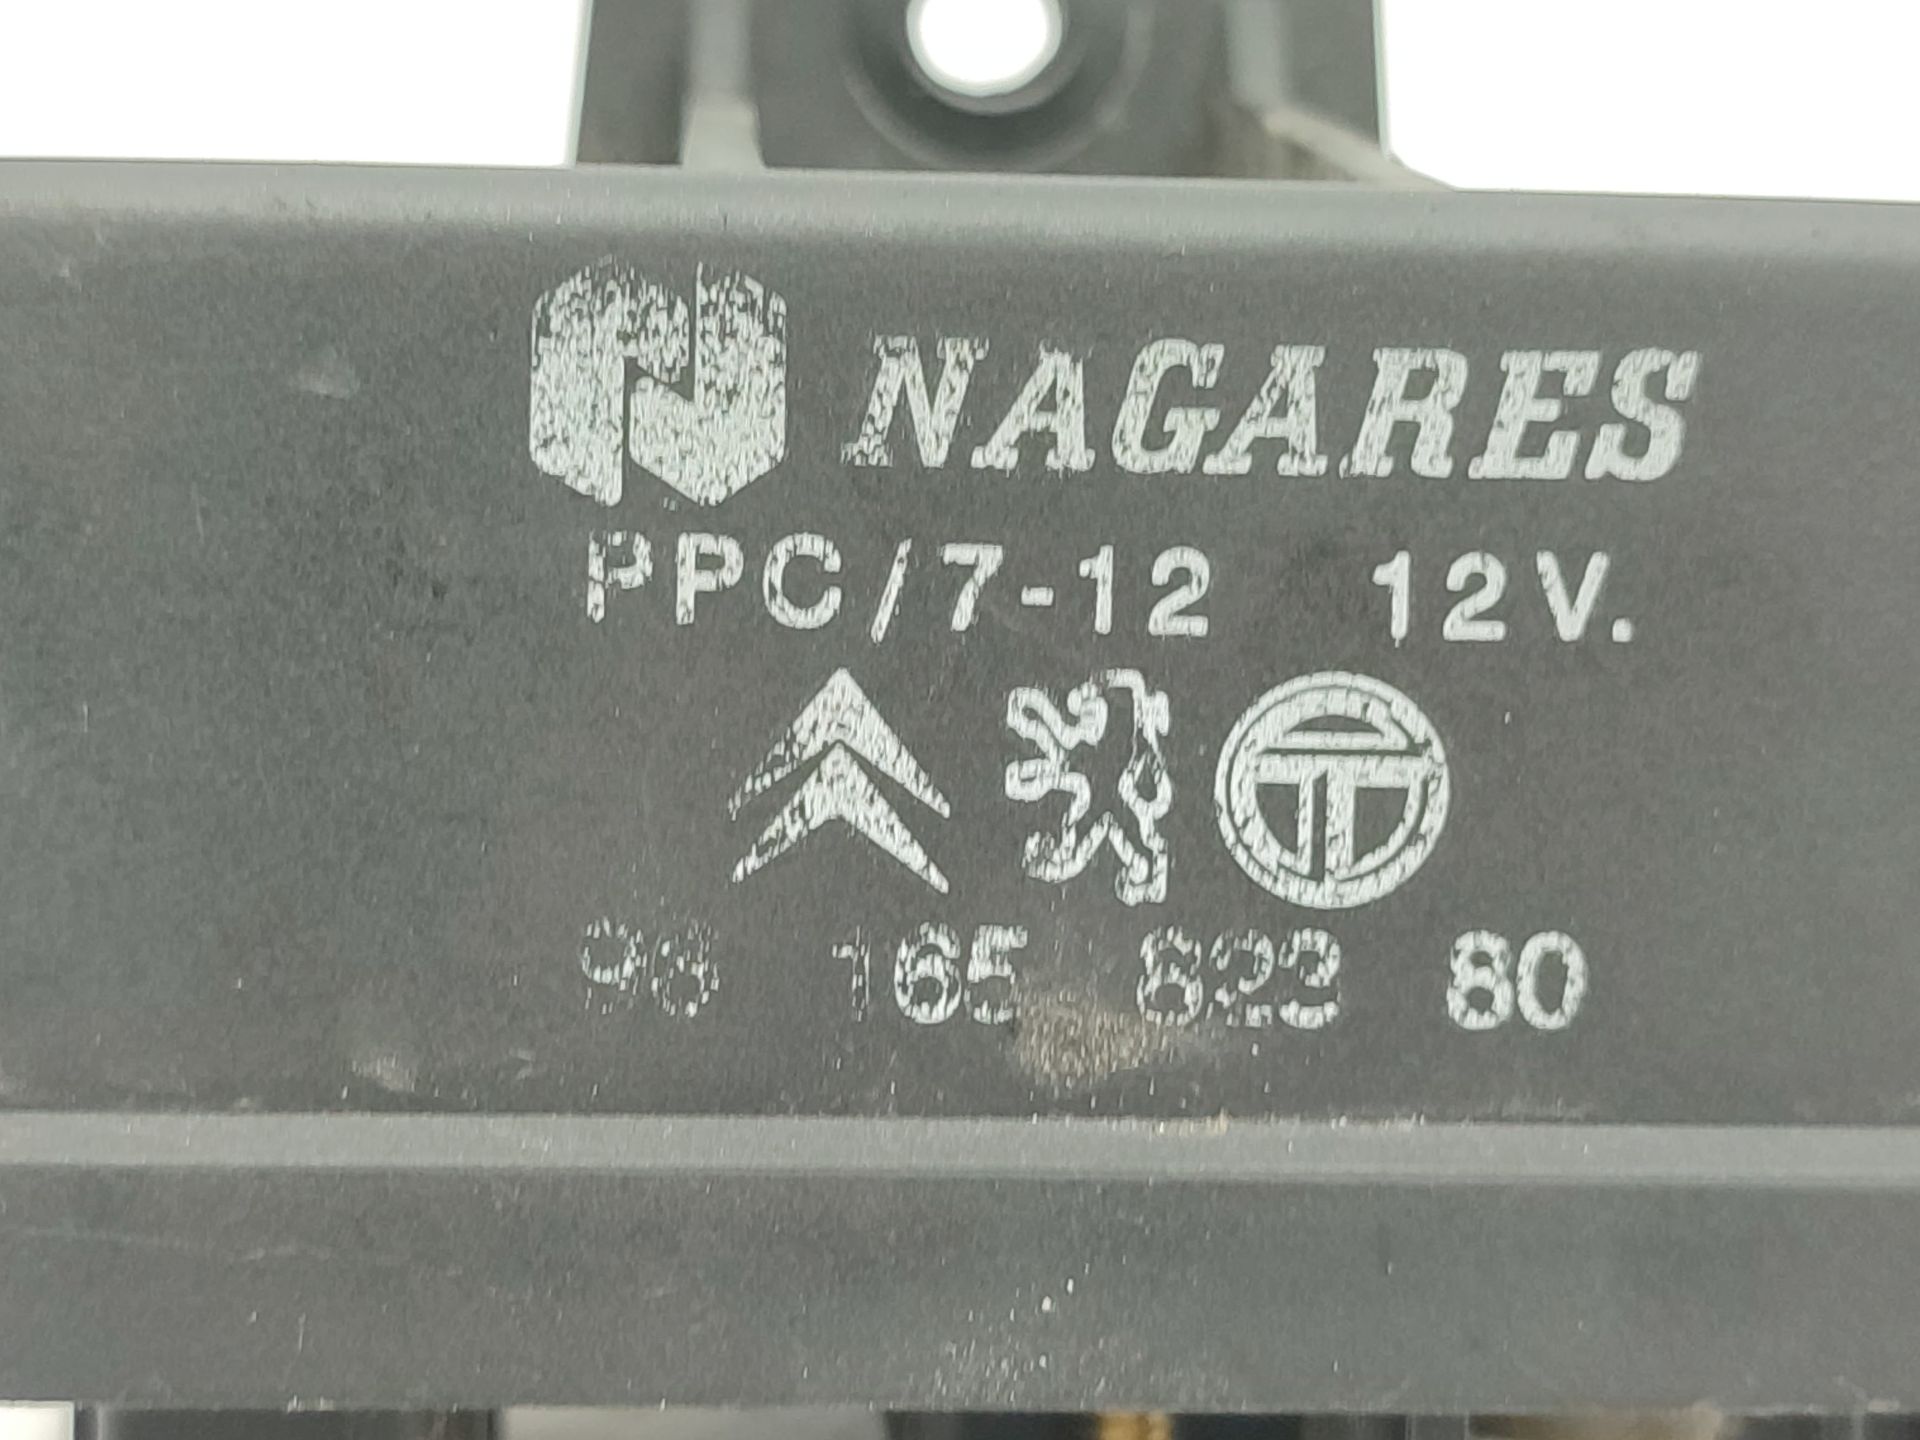 NAGARES
PPC/7-12 12V.
96 165 823 80